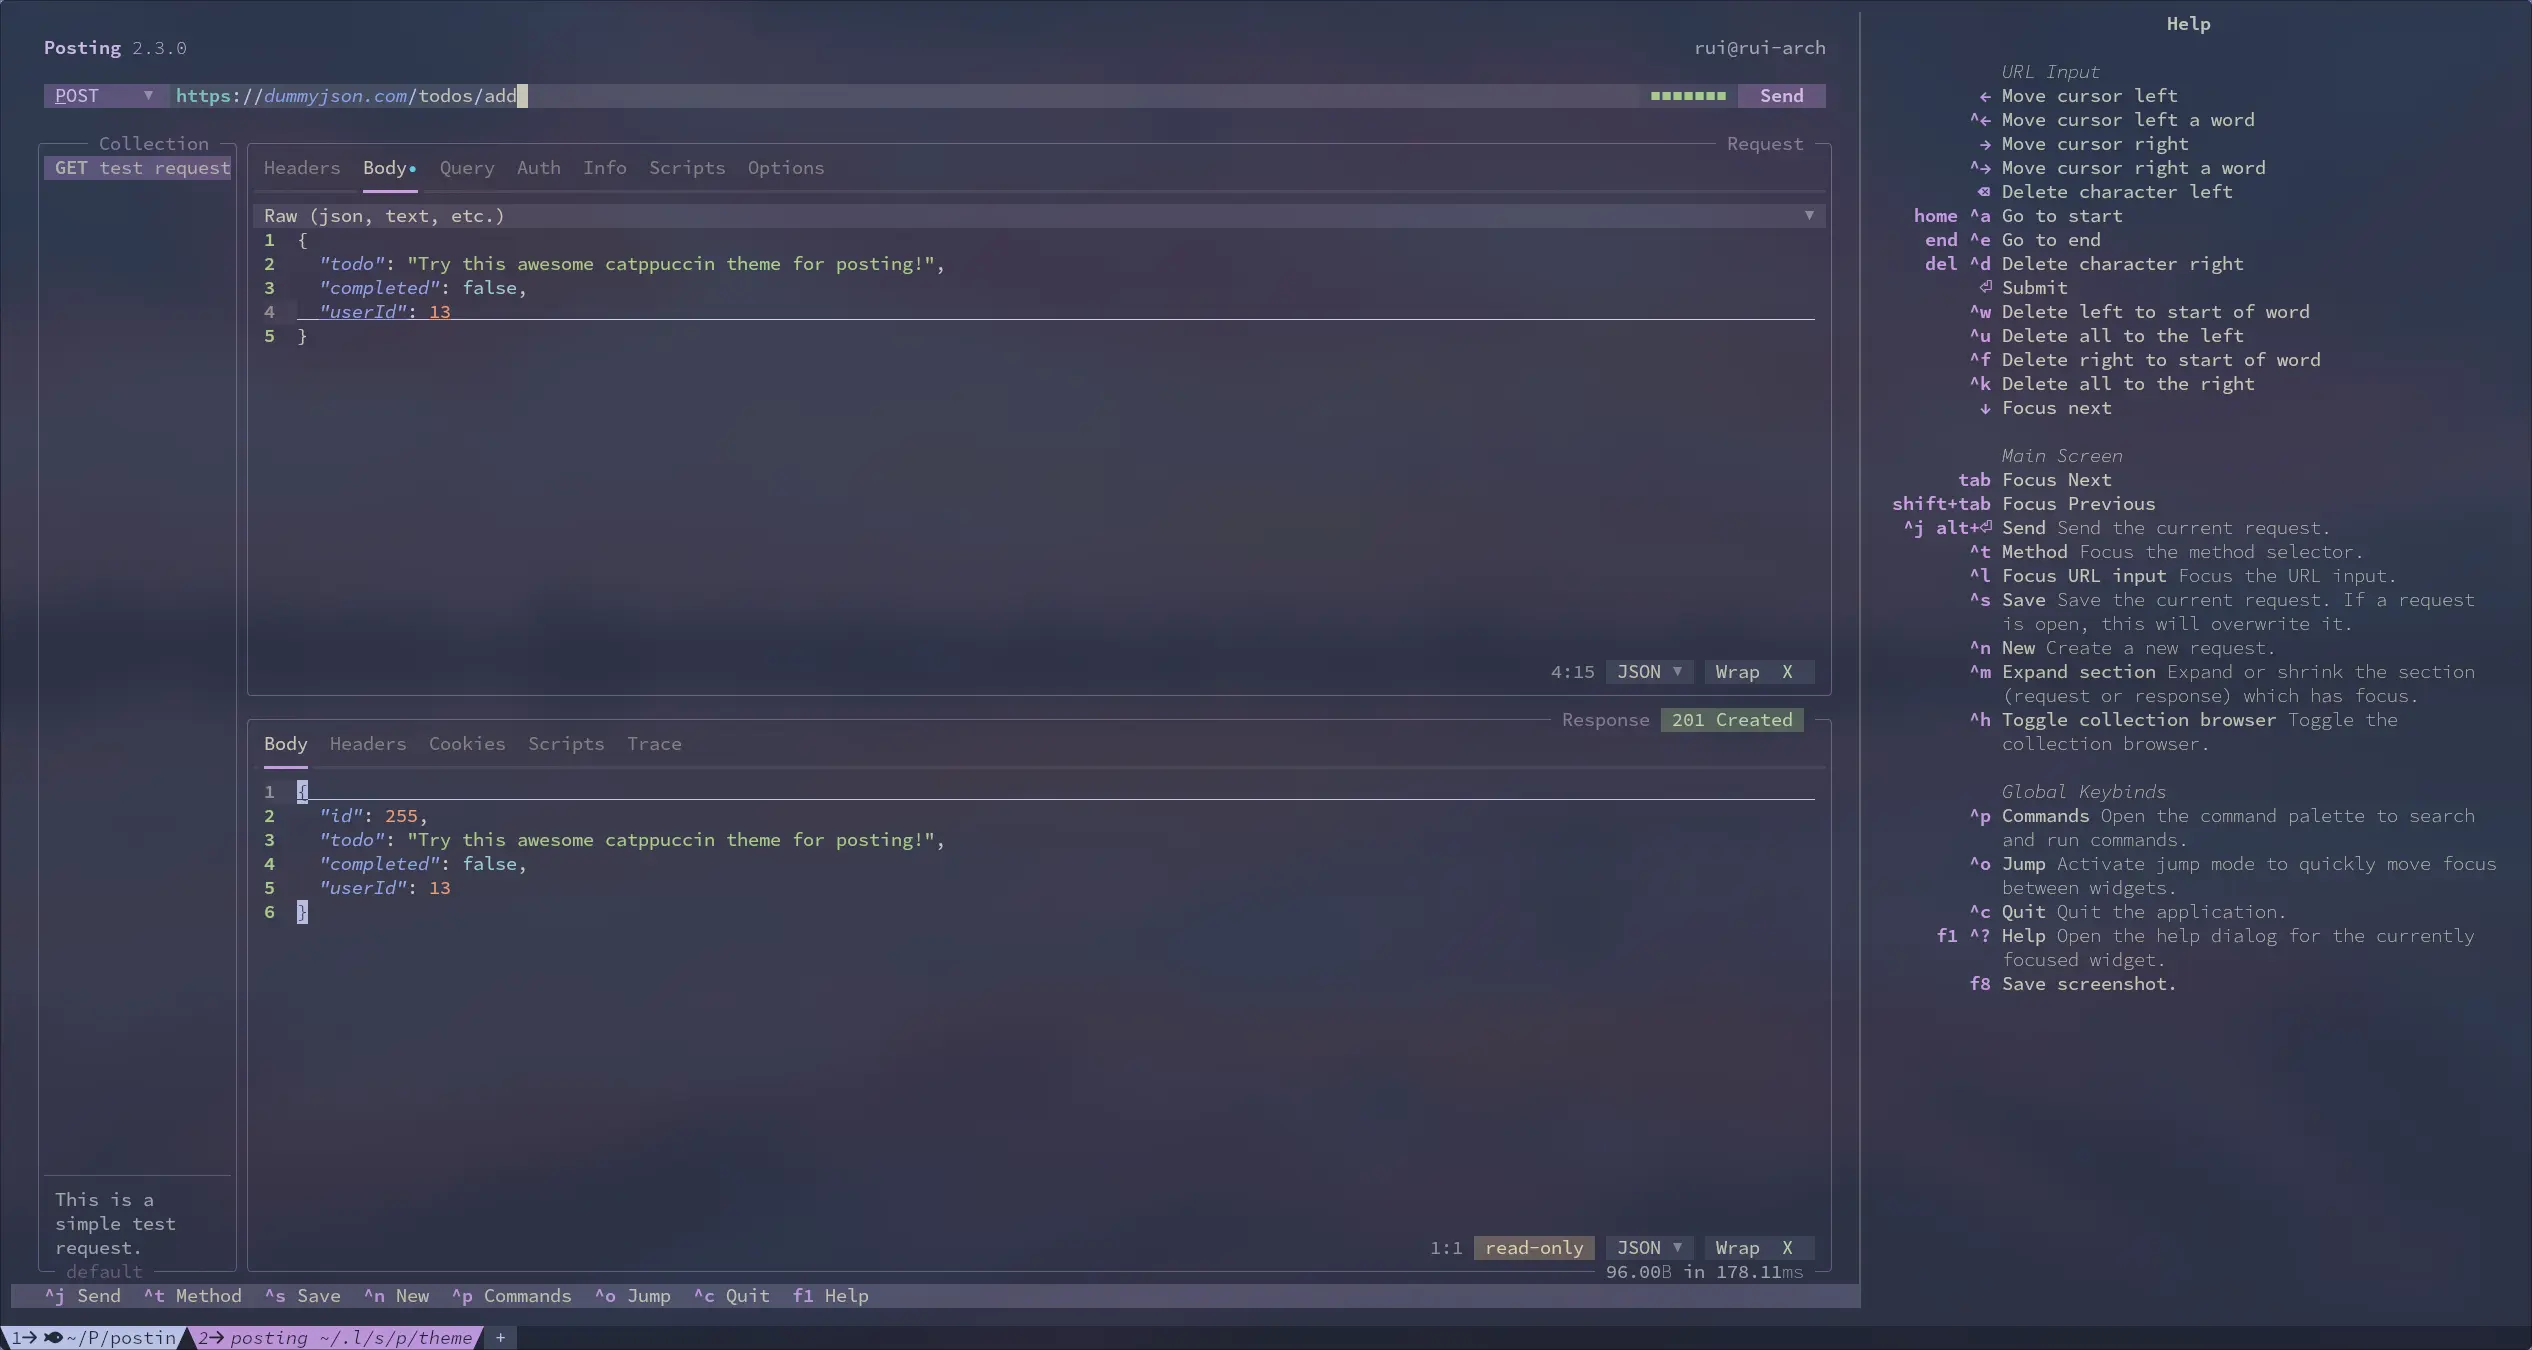 Posting 2.3.0
rui@rui-arch
POST ▼ https://dummyjson.com/todos/add
Send
Collection
GET test request
This is a
simple test
request.
default
Request
Headers Body• Query Auth Info Scripts Options
Raw (json, text, etc.) ▼
1 {
2 "todo": "Try this awesome catppuccin theme for posting!",
3 "completed": false,
4 "userId": 13
5 }
4:15 JSON ▼ Wrap X
Response 201 Created
Body Headers Cookies Scripts Trace
1 {
2 "id": 255,
3 "todo": "Try this awesome catppuccin theme for posting!",
4 "completed": false,
5 "userId": 13
6 }
1:1 read-only JSON ▼ Wrap X
96.00B in 178.11ms
^j Send ^t Method ^s Save ^n New ^p Commands ^o Jump ^c Quit f1 Help
Help
URL Input
← Move cursor left
^← Move cursor left a word
→ Move cursor right
^→ Move cursor right a word
⌫ Delete character left
home ^a Go to start
end ^e Go to end
del ^d Delete character right
⏎ Submit
^w Delete left to start of word
^u Delete all to the left
^f Delete right to start of word
^k Delete all to the right
↓ Focus next
Main Screen
tab Focus Next
shift+tab Focus Previous
^j alt+⏎ Send Send the current request.
^t Method Focus the method selector.
^l Focus URL input Focus the URL input.
^s Save Save the current request. If a request
is open, this will overwrite it.
^n New Create a new request.
^m Expand section Expand or shrink the section
(request or response) which has focus.
^h Toggle collection browser Toggle the
collection browser.
Global Keybinds
^p Commands Open the command palette to search
and run commands.
^o Jump Activate jump mode to quickly move focus
between widgets.
^c Quit Quit the application.
f1 ^? Help Open the help dialog for the currently
focused widget.
f8 Save screenshot.
1→ ~/P/postin 2→ posting ~/.l/s/p/theme +